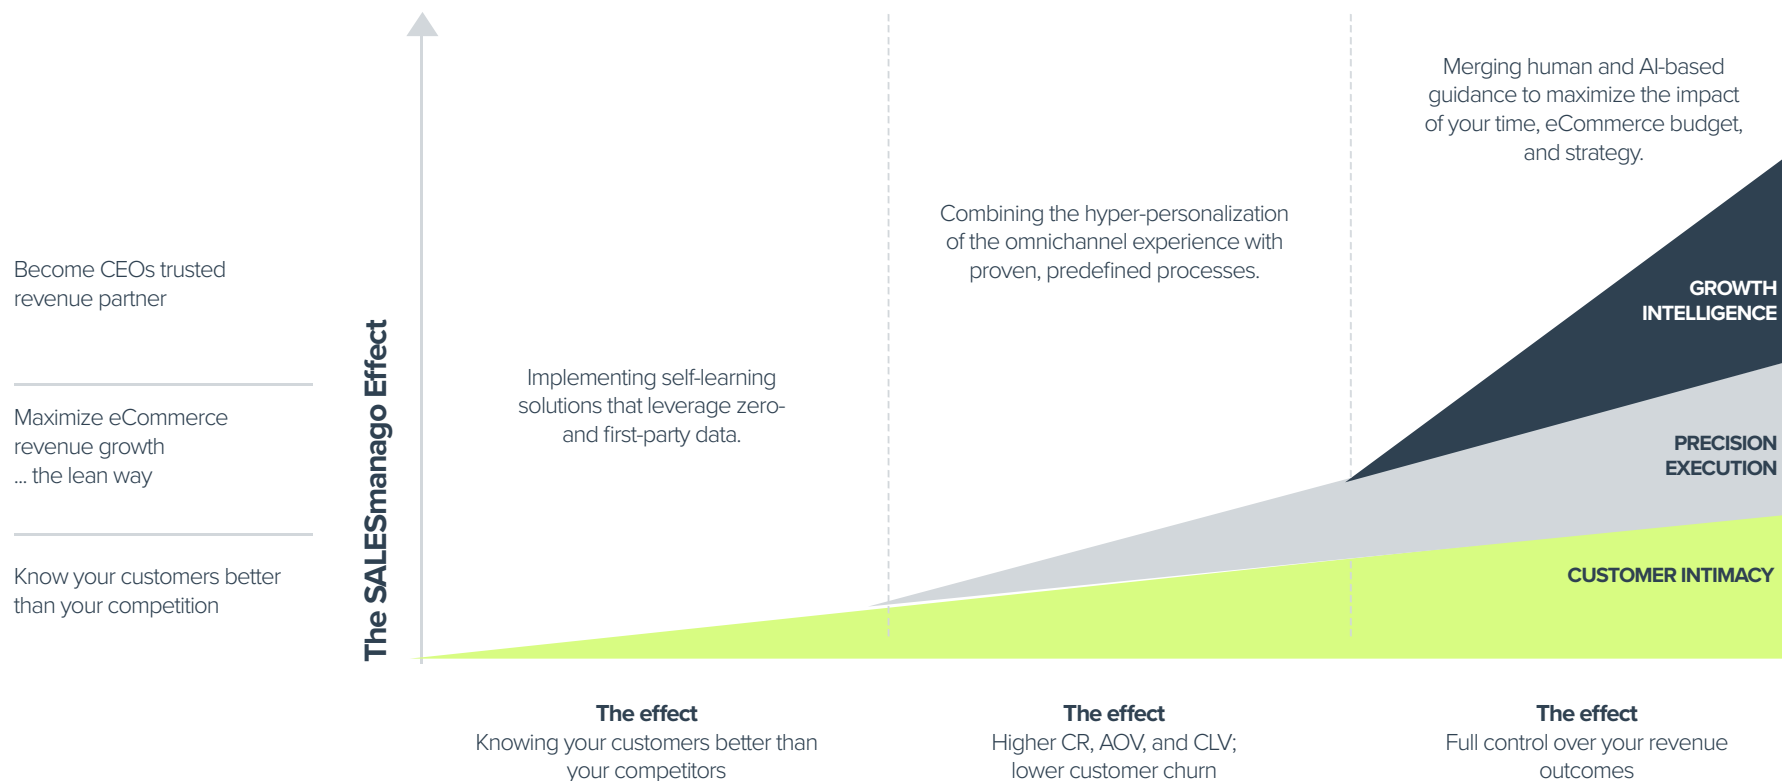 Become CEOs trusted
revenue partner
Maximize eCommerce
revenue growth
... the lean way
Know your customers better
than your competition
The SALESmanago Effect
Implementing self-learning
solutions that leverage zero-
and first-party data.
Combining the hyper-personalization
of the omnichannel experience with
proven, predefined processes.
Merging human and AI-based
guidance to maximize the impact
of your time, eCommerce budget,
and strategy.
GROWTH
INTELLIGENCE
PRECISION
EXECUTION
CUSTOMER INTIMACY
The effect
Knowing your customers better than
your competitors
The effect
Higher CR, AOV, and CLV;
lower customer churn
The effect
Full control over your revenue
outcomes